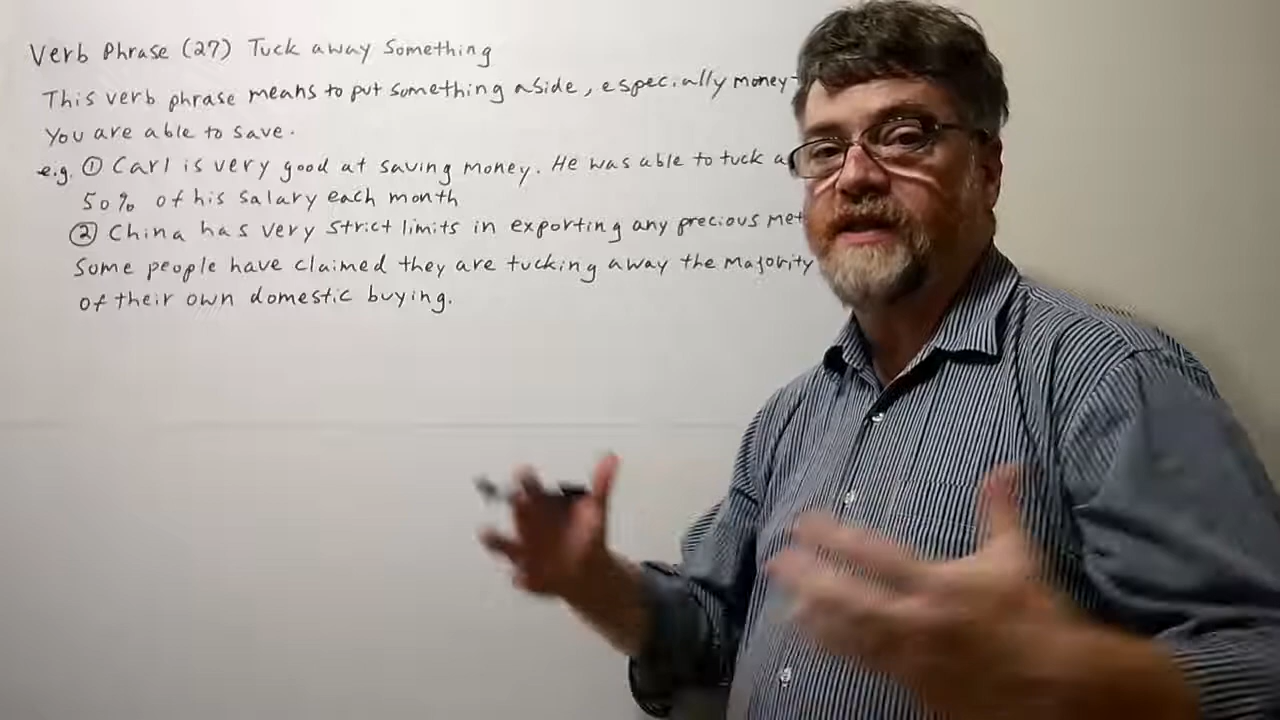 Verb Phrase (27) Tuck away Something
This verb phrase means to put something aside, especially money
You are able to save.
e.g. ① Carl is very good at saving money. He was able to tuck a
50% of his salary each month
② China has very strict limits in exporting any precious met
Some people have claimed they are tucking away the majority
of their own domestic buying.